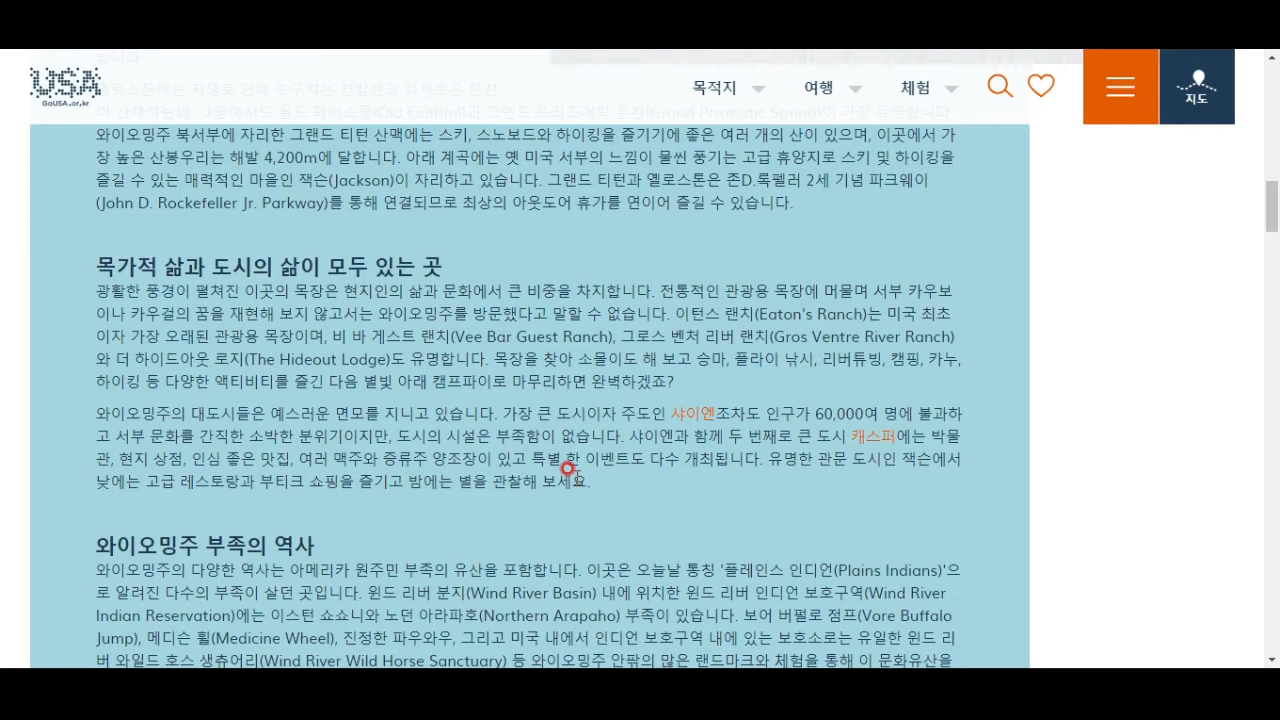 USA
GoUSA.or.kr
목적지
여행
체험
지도
와이오밍주 북서부에 자리한 그랜드 티턴 산맥에는 스키, 스노보드와 하이킹을 즐기기에 좋은 여러 개의 산이 있으며, 이곳에서 가
장 높은 산봉우리는 해발 4,200m에 달합니다. 아래 계곡에는 옛 미국 서부의 느낌이 물씬 풍기는 고급 휴양지로 스키 및 하이킹을
즐길 수 있는 매력적인 마을인 잭슨(Jackson)이 자리하고 있습니다. 그랜드 티턴과 옐로스톤은 존D.록펠러 2세 기념 파크웨이
(John D. Rockefeller Jr. Parkway)를 통해 연결되므로 최상의 아웃도어 휴가를 연이어 즐길 수 있습니다.
목가적 삶과 도시의 삶이 모두 있는 곳
광활한 풍경이 펼쳐진 이곳의 목장은 현지인의 삶과 문화에서 큰 비중을 차지합니다. 전통적인 관광용 목장에 머물며 서부 카우보
이나 카우걸의 꿈을 재현해 보지 않고서는 와이오밍주를 방문했다고 말할 수 없습니다. 이턴스 랜치(Eaton's Ranch)는 미국 최초
이자 가장 오래된 관광용 목장이며, 비 바 게스트 랜치(Vee Bar Guest Ranch), 그로스 벤처 리버 랜치(Gros Ventre River Ranch)
와 더 하이드아웃 로지(The Hideout Lodge)도 유명합니다. 목장을 찾아 소몰이도 해 보고 승마, 플라이 낚시, 리버튜빙, 캠핑, 카누,
하이킹 등 다양한 액티비티를 즐긴 다음 별빛 아래 캠프파이로 마무리하면 완벽하겠죠?
와이오밍주의 대도시들은 예스러운 면모를 지니고 있습니다. 가장 큰 도시이자 주도인 샤이엔조차도 인구가 60,000여 명에 불과하
고 서부 문화를 간직한 소박한 분위기이지만, 도시의 시설은 부족함이 없습니다. 샤이엔과 함께 두 번째로 큰 도시 캐스퍼에는 박물
관, 현지 상점, 인심 좋은 맛집, 여러 맥주와 증류주 양조장이 있고 특별한 이벤트도 다수 개최됩니다. 유명한 관문 도시인 잭슨에서
낮에는 고급 레스토랑과 부티크 쇼핑을 즐기고 밤에는 별을 관찰해 보세요.
와이오밍주 부족의 역사
와이오밍주의 다양한 역사는 아메리카 원주민 부족의 유산을 포함합니다. 이곳은 오늘날 통칭 '플레인스 인디언(Plains Indians)'으
로 알려진 다수의 부족이 살던 곳입니다. 윈드 리버 분지(Wind River Basin) 내에 위치한 윈드 리버 인디언 보호구역(Wind River
Indian Reservation)에는 이스턴 쇼쇼니와 노던 아라파호(Northern Arapaho) 부족이 있습니다. 보어 버펄로 점프(Vore Buffalo
Jump), 메디슨 휠(Medicine Wheel), 진정한 파우와우, 그리고 미국 내에서 인디언 보호구역 내에 있는 보호소로는 유일한 윈드 리
버 와일드 호스 생츄어리(Wind River Wild Horse Sanctuary) 등 와이오밍주 안팎의 많은 랜드마크와 체험을 통해 이 문화유산을